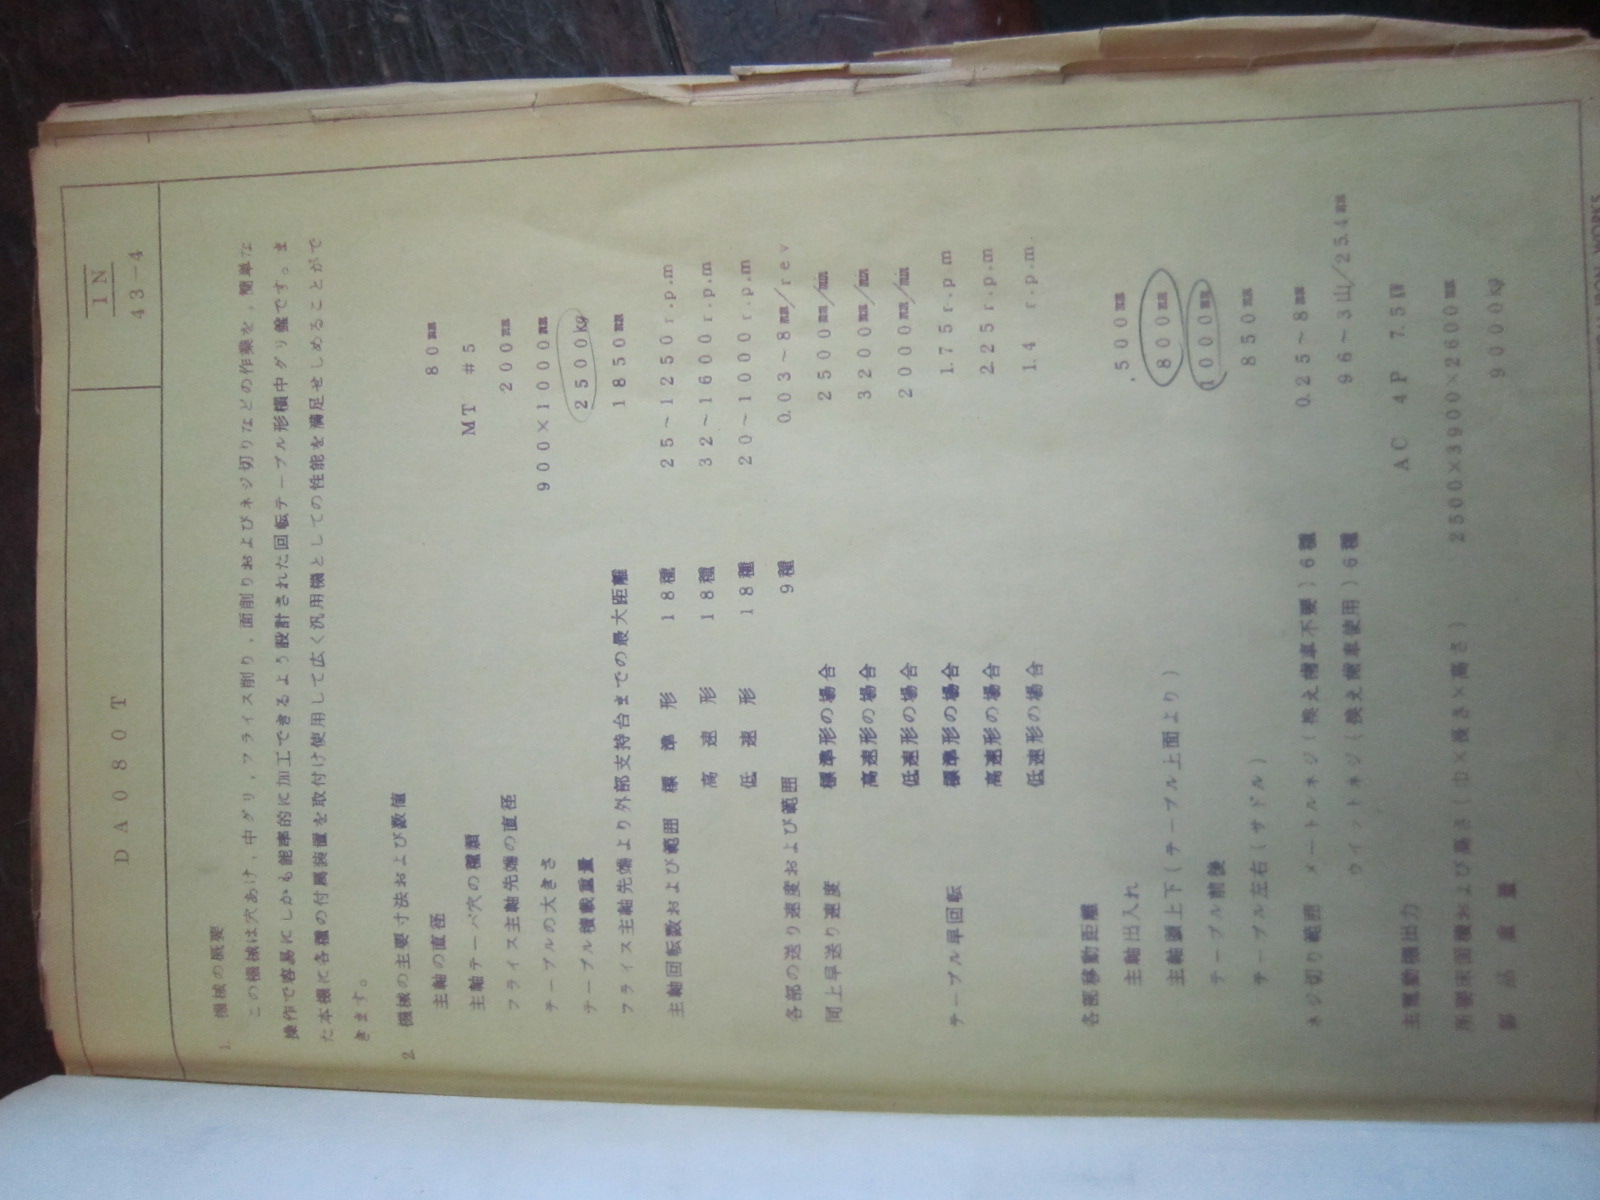 DA080T
IN
43-4
1. 機械の概要
この機械は穴あけ，中グリ，フライス削り，面削りおよびネジ切りなどの作業を，簡単な
操作で容易にしかも能率的に加工できるよう設計された回転テーブル形横中グリ盤です。ま
た本機に各種の付属装置を取付け使用して広く汎用機としての性能を満足せしめることがで
きます。
2. 機械の主要寸法および数値
主軸の直径 80㎜
主軸テーパ穴の種類 MT #5
フライス主軸先端の直径 200㎜
テーブルの大きさ 900×1000㎜
テーブル積載重量 2500㎏
フライス主軸先端より外部支持台までの最大距離 1850㎜
主軸回転数および範囲 標準形 18種 25~1250r.p.m
高速形 18種 32~1600r.p.m
低速形 18種 20~1000r.p.m
各部の送り速度および範囲 9種 0.03~8㎜/rev
同上早送り速度 標準形の場合 2500㎜/min
高速形の場合 3200㎜/min
低速形の場合 2000㎜/min
テーブル早回転 標準形の場合 1.75r.p.m
高速形の場合 2.25r.p.m
低速形の場合 1.4 r.p.m
各部移動距離
主軸出入れ 500㎜
主軸頭上下(テーブル上面より) 800㎜
テーブル前後 1000㎜
テーブル左右(サドル) 850㎜
ネジ切り範囲 メートルネジ(換え歯車不要)6種 0.25~8㎜
ウイットネジ(換え歯車使用)6種 96~3山/25.4㎜
主電動機出力 AC 4P 7.5㎾
所要床面積および高さ(巾×長さ×高さ) 2500×3900×2600㎜
部品重量 9000㎏
IRON WORKS